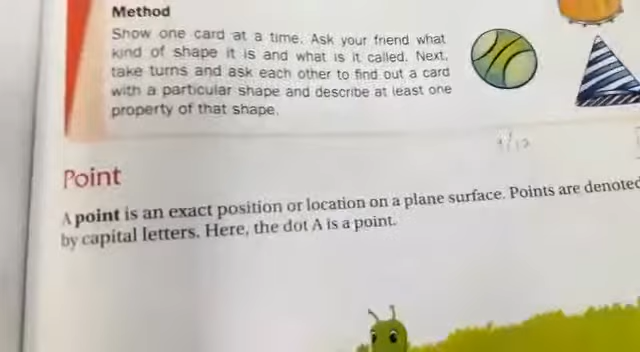 Method
Show one card at a time. Ask your friend what
kind of shape it is and what is it called. Next,
take turns and ask each other to find out a card
with a particular shape and describe at least one
property of that shape.
Point
A point is an exact position or location on a plane surface. Points are denoted
by capital letters. Here, the dot A is a point.